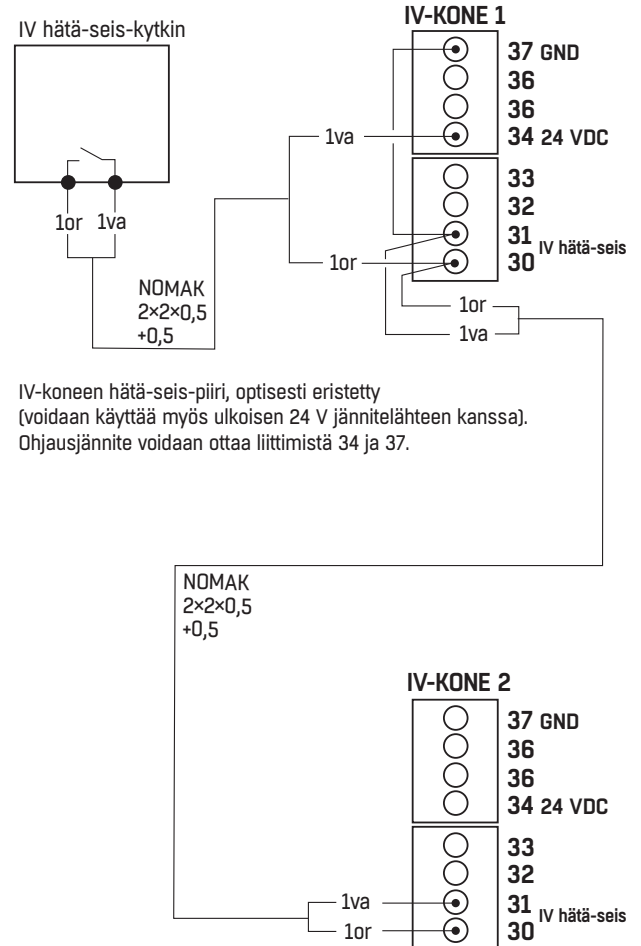 IV hätä-seis-kytkin
1or 1va
NOMAK
2×2×0,5
+0,5
1va
1or
IV-KONE 1
37 GND
36
36
34 24 VDC
33
32
31
30
IV hätä-seis
1or
1va
IV-koneen hätä-seis-piiri, optisesti eristetty
(voidaan käyttää myös ulkoisen 24 V jännitelähteen kanssa).
Ohjausjännite voidaan ottaa liittimistä 34 ja 37.
NOMAK
2×2×0,5
+0,5
IV-KONE 2
37 GND
36
36
34 24 VDC
33
32
31
30
IV hätä-seis
1va
1or